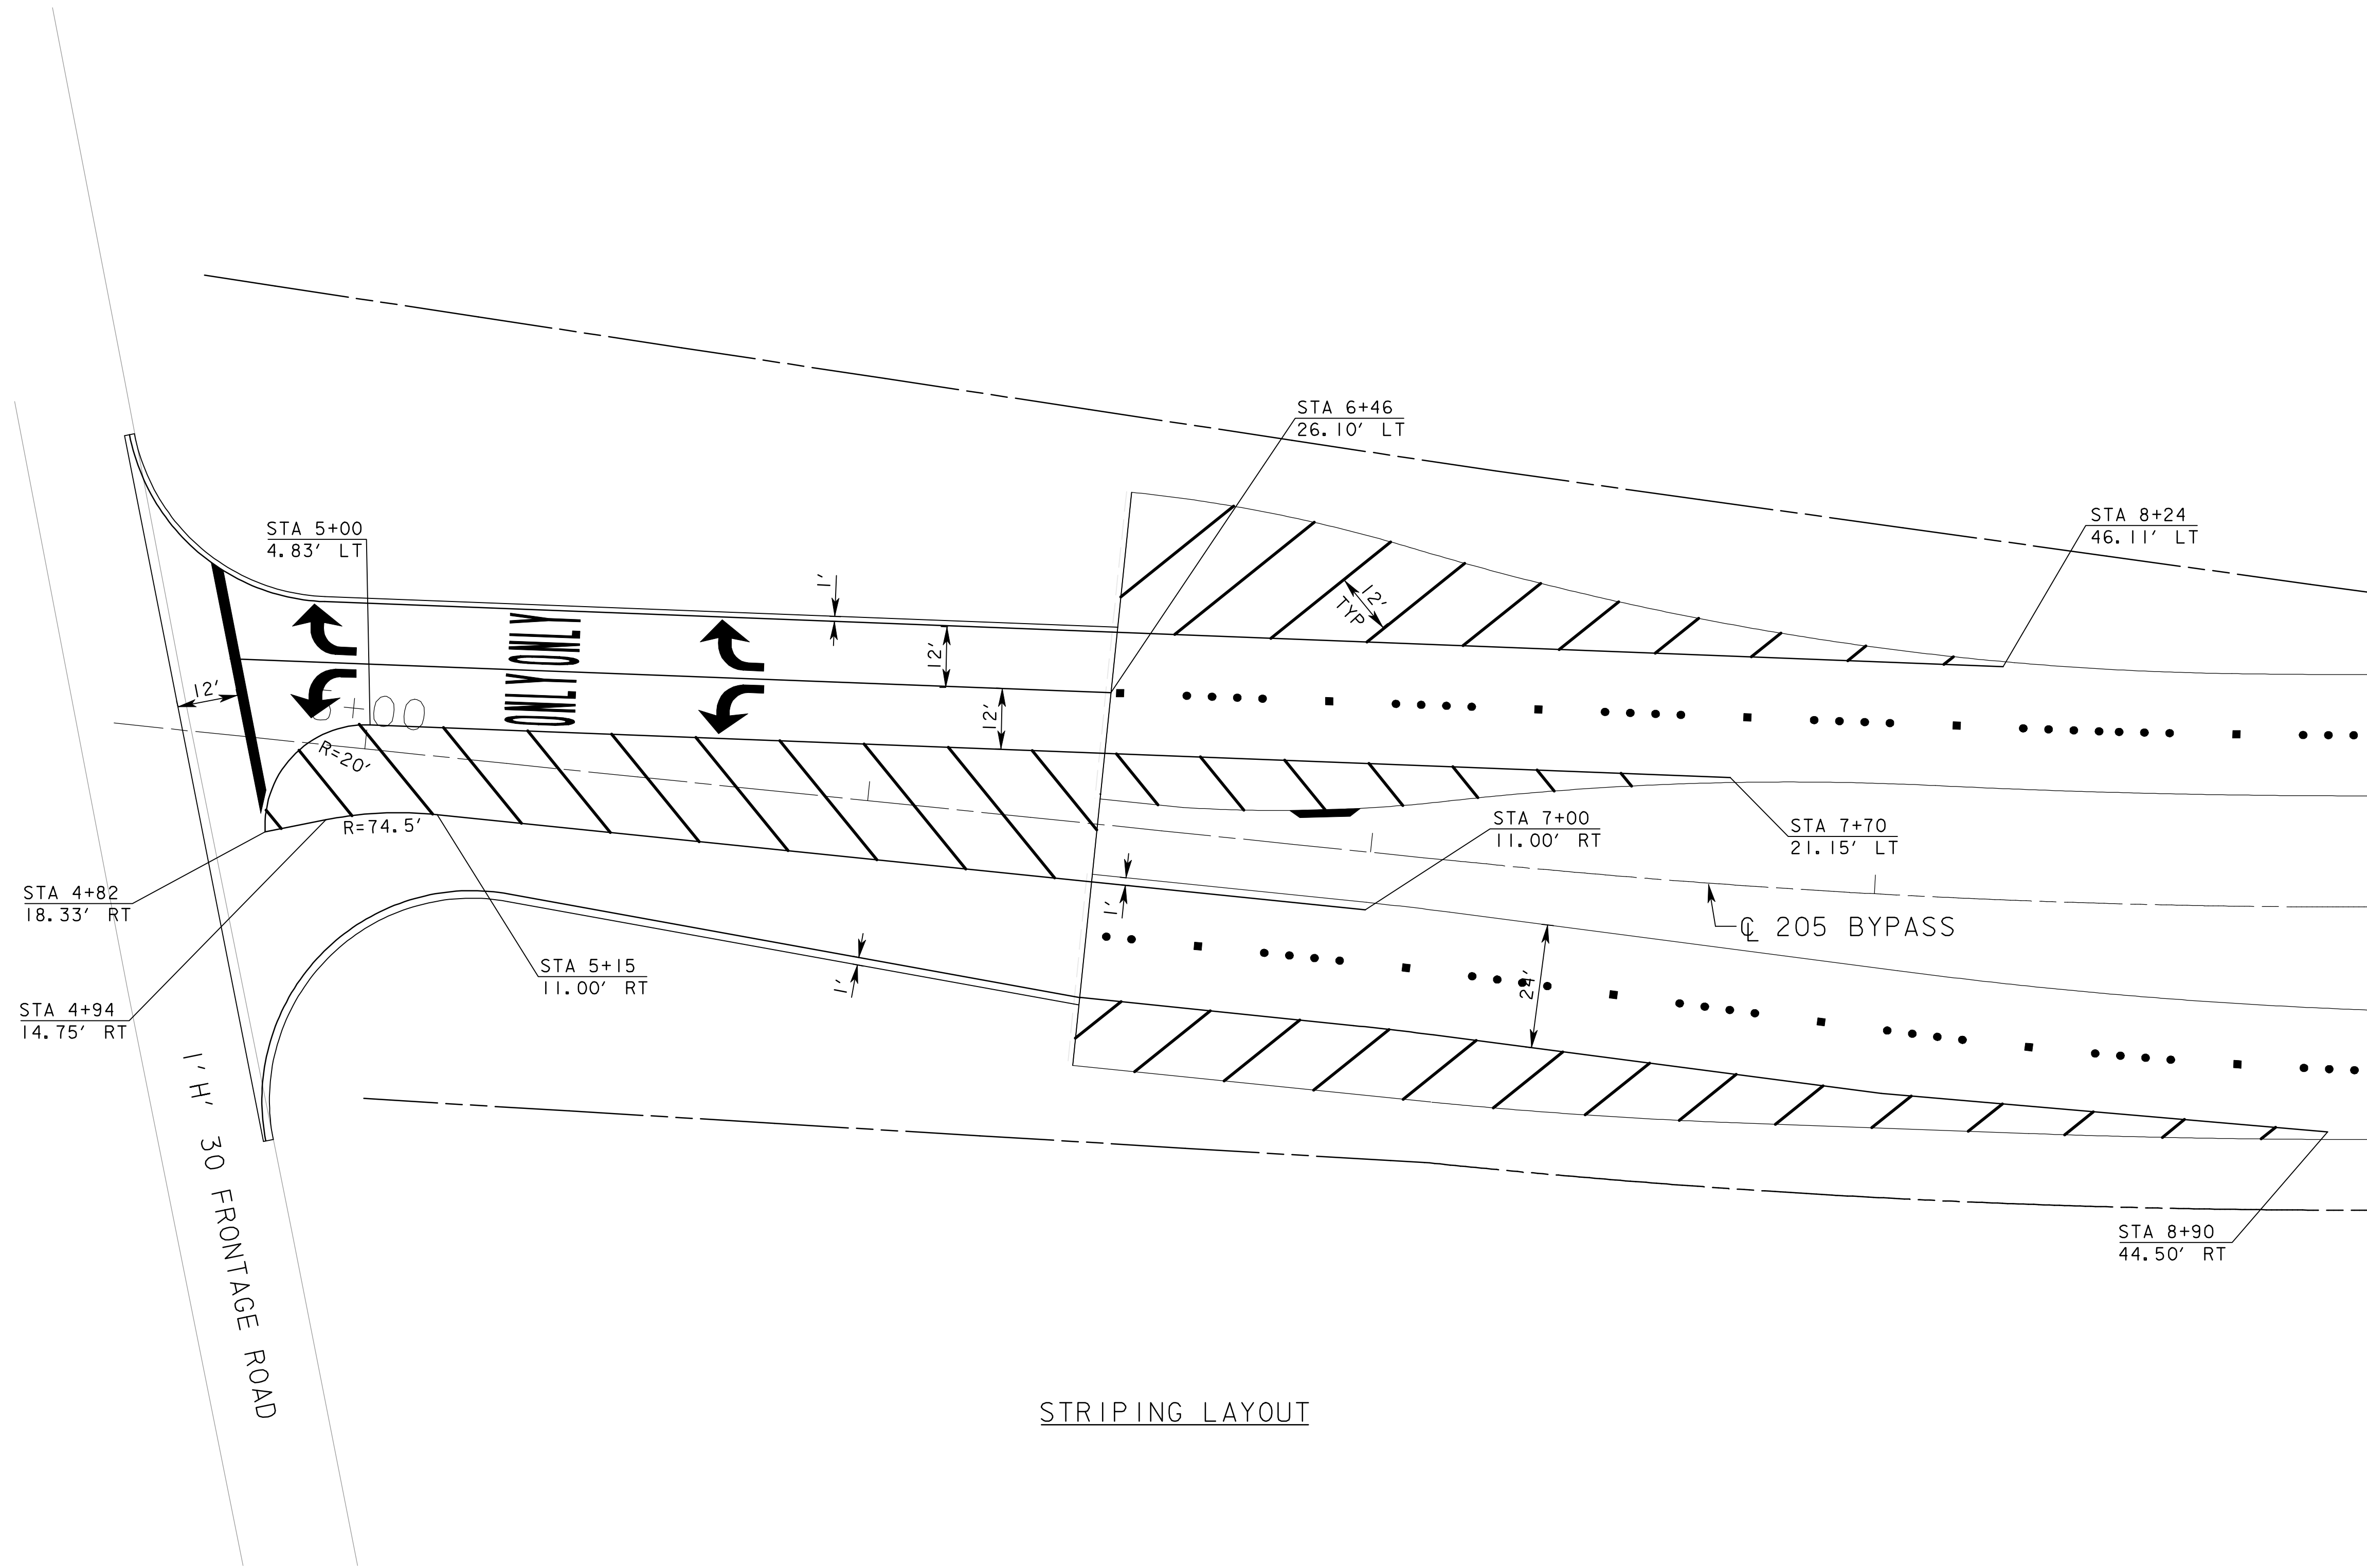 STA 6+46
26.10' LT
STA 8+24
46.11' LT
STA 5+00
4.83' LT
1'
12'
TYP
12'
ONLY
ONLY
12'
12'
5+00
R=20'
R=74.5'
STA 7+00
11.00' RT
STA 7+70
21.15' LT
STA 4+82
18.33' RT
1'
℄ 205 BYPASS
STA 5+15
11.00' RT
1'
24'
STA 4+94
14.75' RT
I'H' 30 FRONTAGE ROAD
STA 8+90
44.50' RT
STRIPING LAYOUT